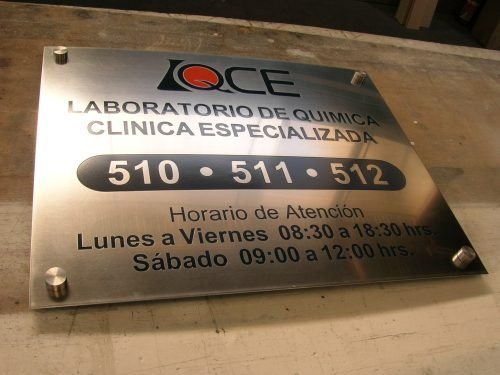 QCE
LABORATORIO DE QUIMICA
CLINICA ESPECIALIZADA
510 • 511 • 512
Horario de Atención
Lunes a Viernes 08:30 a 18:30 hrs.
Sábado 09:00 a 12:00 hrs.